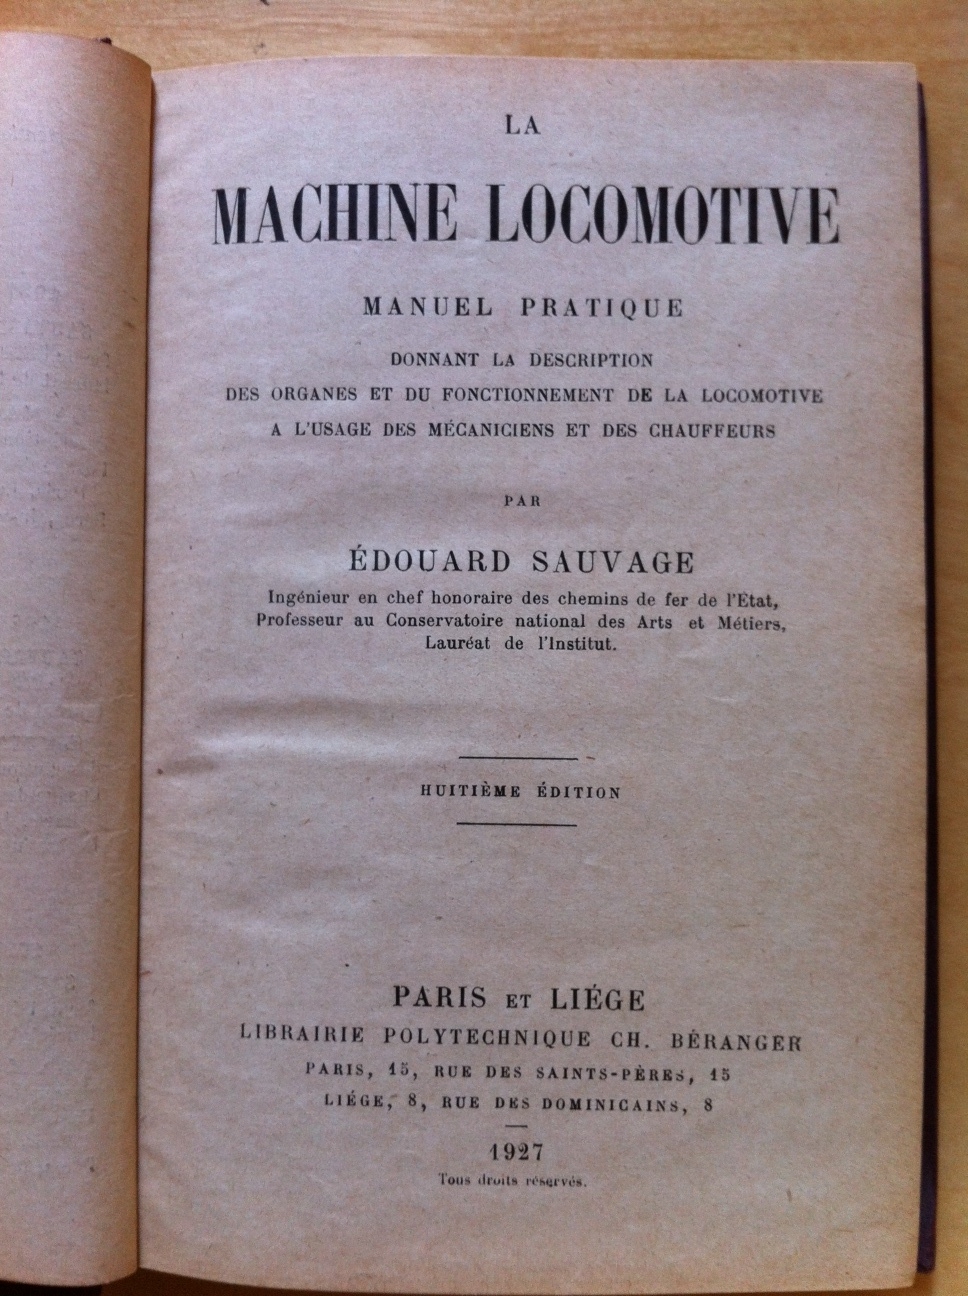 LA
MACHINE LOCOMOTIVE
MANUEL PRATIQUE
DONNANT LA DESCRIPTION
DES ORGANES ET DU FONCTIONNEMENT DE LA LOCOMOTIVE
A L'USAGE DES MÉCANICIENS ET DES CHAUFFEURS
PAR
ÉDOUARD SAUVAGE
Ingénieur en chef honoraire des chemins de fer de l'État,
Professeur au Conservatoire national des Arts et Métiers,
Lauréat de l'Institut.
HUITIÈME ÉDITION
PARIS ET LIÉGE
LIBRAIRIE POLYTECHNIQUE CH. BÉRANGER
PARIS, 15, RUE DES SAINTS-PÈRES, 15
LIÉGE, 8, RUE DES DOMINICAINS, 8
1927
Tous droits réservés.